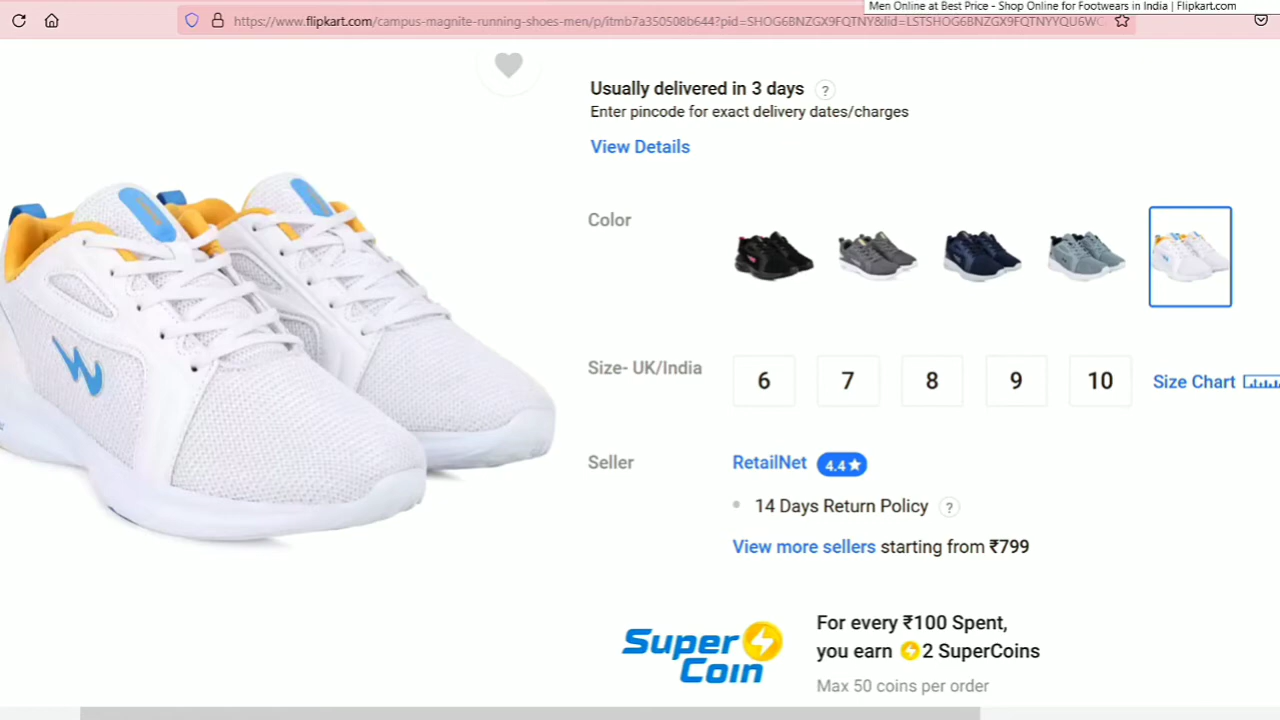 Men Online at Best Price - Shop Online for Footwears in India | Flipkart.com
https://www.flipkart.com/campus-magnite-running-shoes-men/p/itmb7a350508b644?pid=SHOG6BNZGX9FQTNY&lid=LSTSHOG6BNZGX9FQTNYYQU6W
Usually delivered in 3 days ?
Enter pincode for exact delivery dates/charges
View Details
Color
Size- UK/India 6 7 8 9 10 Size Chart
Seller RetailNet 4.4★
14 Days Return Policy ?
View more sellers starting from ₹799
Super Coin
For every ₹100 Spent,
you earn 2 SuperCoins
Max 50 coins per order